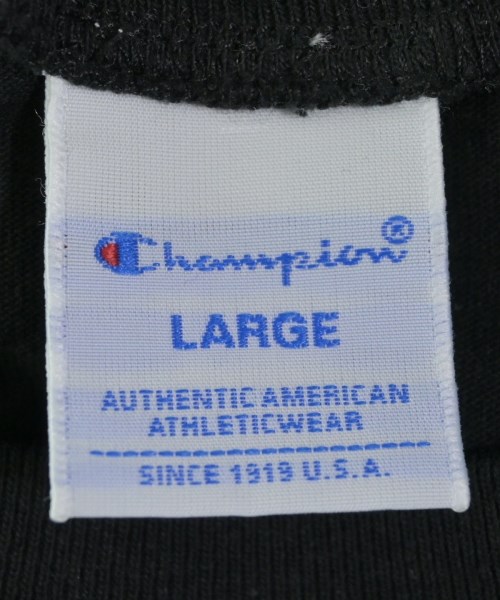 Champion®
LARGE
AUTHENTIC AMERICAN
ATHLETICWEAR
SINCE 1919 U.S.A.